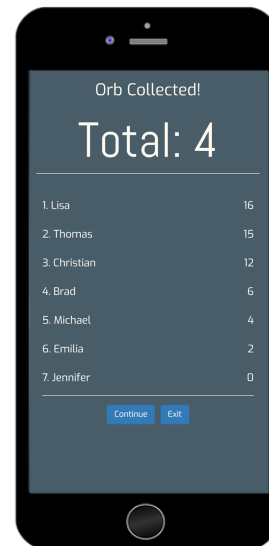 Orb Collected!
Total: 4
1. Lisa 16
2. Thomas 15
3. Christian 12
4. Brad 6
5. Michael 4
6. Emilia 2
7. Jennifer 0
Continue Exit